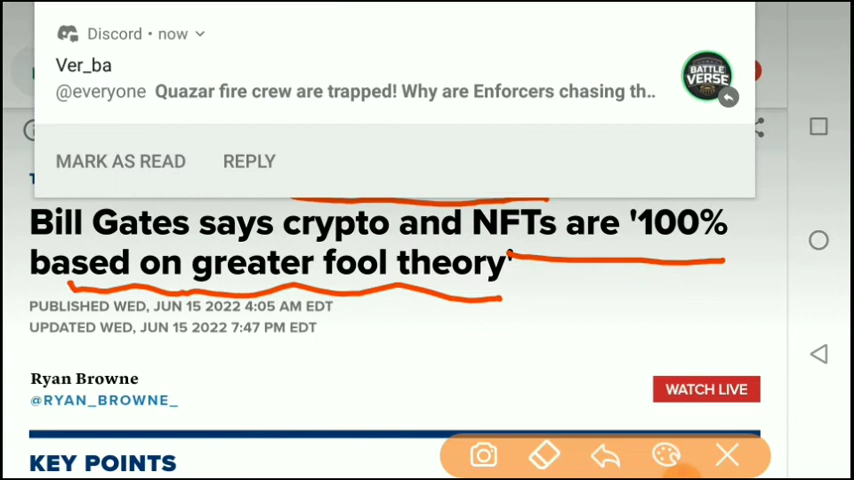 Discord • now
Ver_ba
@everyone Quazar fire crew are trapped! Why are Enforcers chasing th..
BATTLE
VERSE
MARK AS READ REPLY
Bill Gates says crypto and NFTs are '100%
based on greater fool theory'
PUBLISHED WED, JUN 15 2022 4:05 AM EDT
UPDATED WED, JUN 15 2022 7:47 PM EDT
Ryan Browne
@RYAN_BROWNE_
WATCH LIVE
KEY POINTS